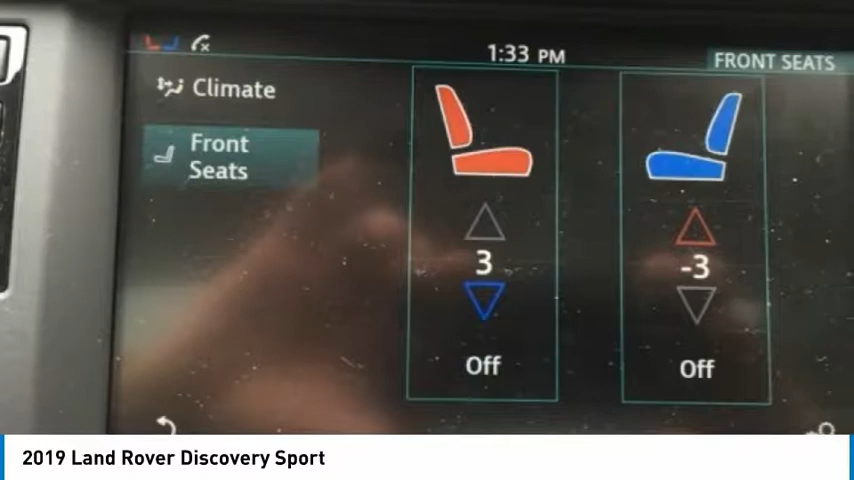 1:33 PM
FRONT SEATS
Climate
Front
Seats
3
-3
Off
Off
2019 Land Rover Discovery Sport